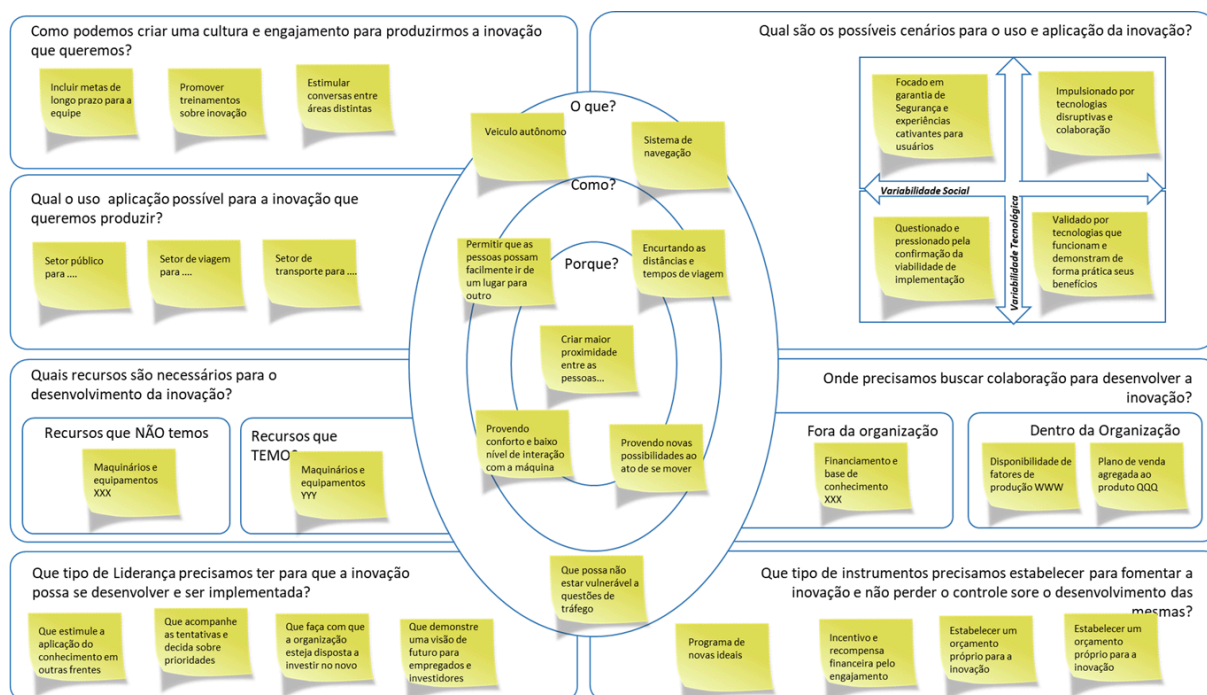 Como podemos criar uma cultura e engajamento para produzirmos a inovação
que queremos?
Incluir metas de
longo prazo para a
equipe
Promover
treinamentos
sobre inovação
Estimular
conversas entre
áreas distintas
Qual são os possíveis cenários para o uso e aplicação da inovação?
Focado em
garantia de
Segurança e
experiências
cativantes para
usuários
Impulsionado por
tecnologias
disruptivas e
colaboração
Variabilidade Social
Variabilidade Tecnológica
Questionado e
pressionado pela
confirmação da
viabilidade de
implementação
Validado por
tecnologias que
funcionam e
demonstram de
forma prática seus
benefícios
O que?
Veiculo autônomo
Sistema de
navegação
Como?
Permitir que as
pessoas possam
facilmente ir de
um lugar para
outro
Encurtando as
distâncias e
tempos de viagem
Porque?
Criar maior
proximidade
entre as
pessoas...
Provendo
conforto e baixo
nível de interação
com a máquina
Provendo novas
possibilidades ao
ato de se mover
Que possa não
estar vulnerável a
questões de
tráfego
Qual o uso  aplicação possível para a inovação que
queremos produzir?
Setor público
para ....
Setor de viagem
para ....
Setor de
transporte para ....
Quais recursos são necessários para o
desenvolvimento da inovação?
Recursos que NÃO temos
Maquinários e
equipamentos
XXX
Recursos que
TEMOS
Maquinários e
equipamentos
YYY
Onde precisamos buscar colaboração para desenvolver a
inovação?
Fora da organização
Financiamento e
base de
conhecimento
XXX
Dentro da Organização
Disponibilidade de
fatores de
produção WWW
Plano de venda
agregada ao
produto QQQ
Que tipo de Liderança precisamos ter para que a inovação
possa se desenvolver e ser implementada?
Que estimule a
aplicação do
conhecimento em
outras frentes
Que acompanhe
as tentativas e
decida sobre
prioridades
Que faça com que
a organização
esteja disposta a
investir no novo
Que demonstre
uma visão de
futuro para
empregados e
investidores
Que tipo de instrumentos precisamos estabelecer para fomentar a
inovação e não perder o controle sore o desenvolvimento das
mesmas?
Programa de
novas ideais
Incentivo e
recompensa
financeira pelo
engajamento
Estabelecer um
orçamento
próprio para a
inovação
Estabelecer um
orçamento
próprio para a
inovação